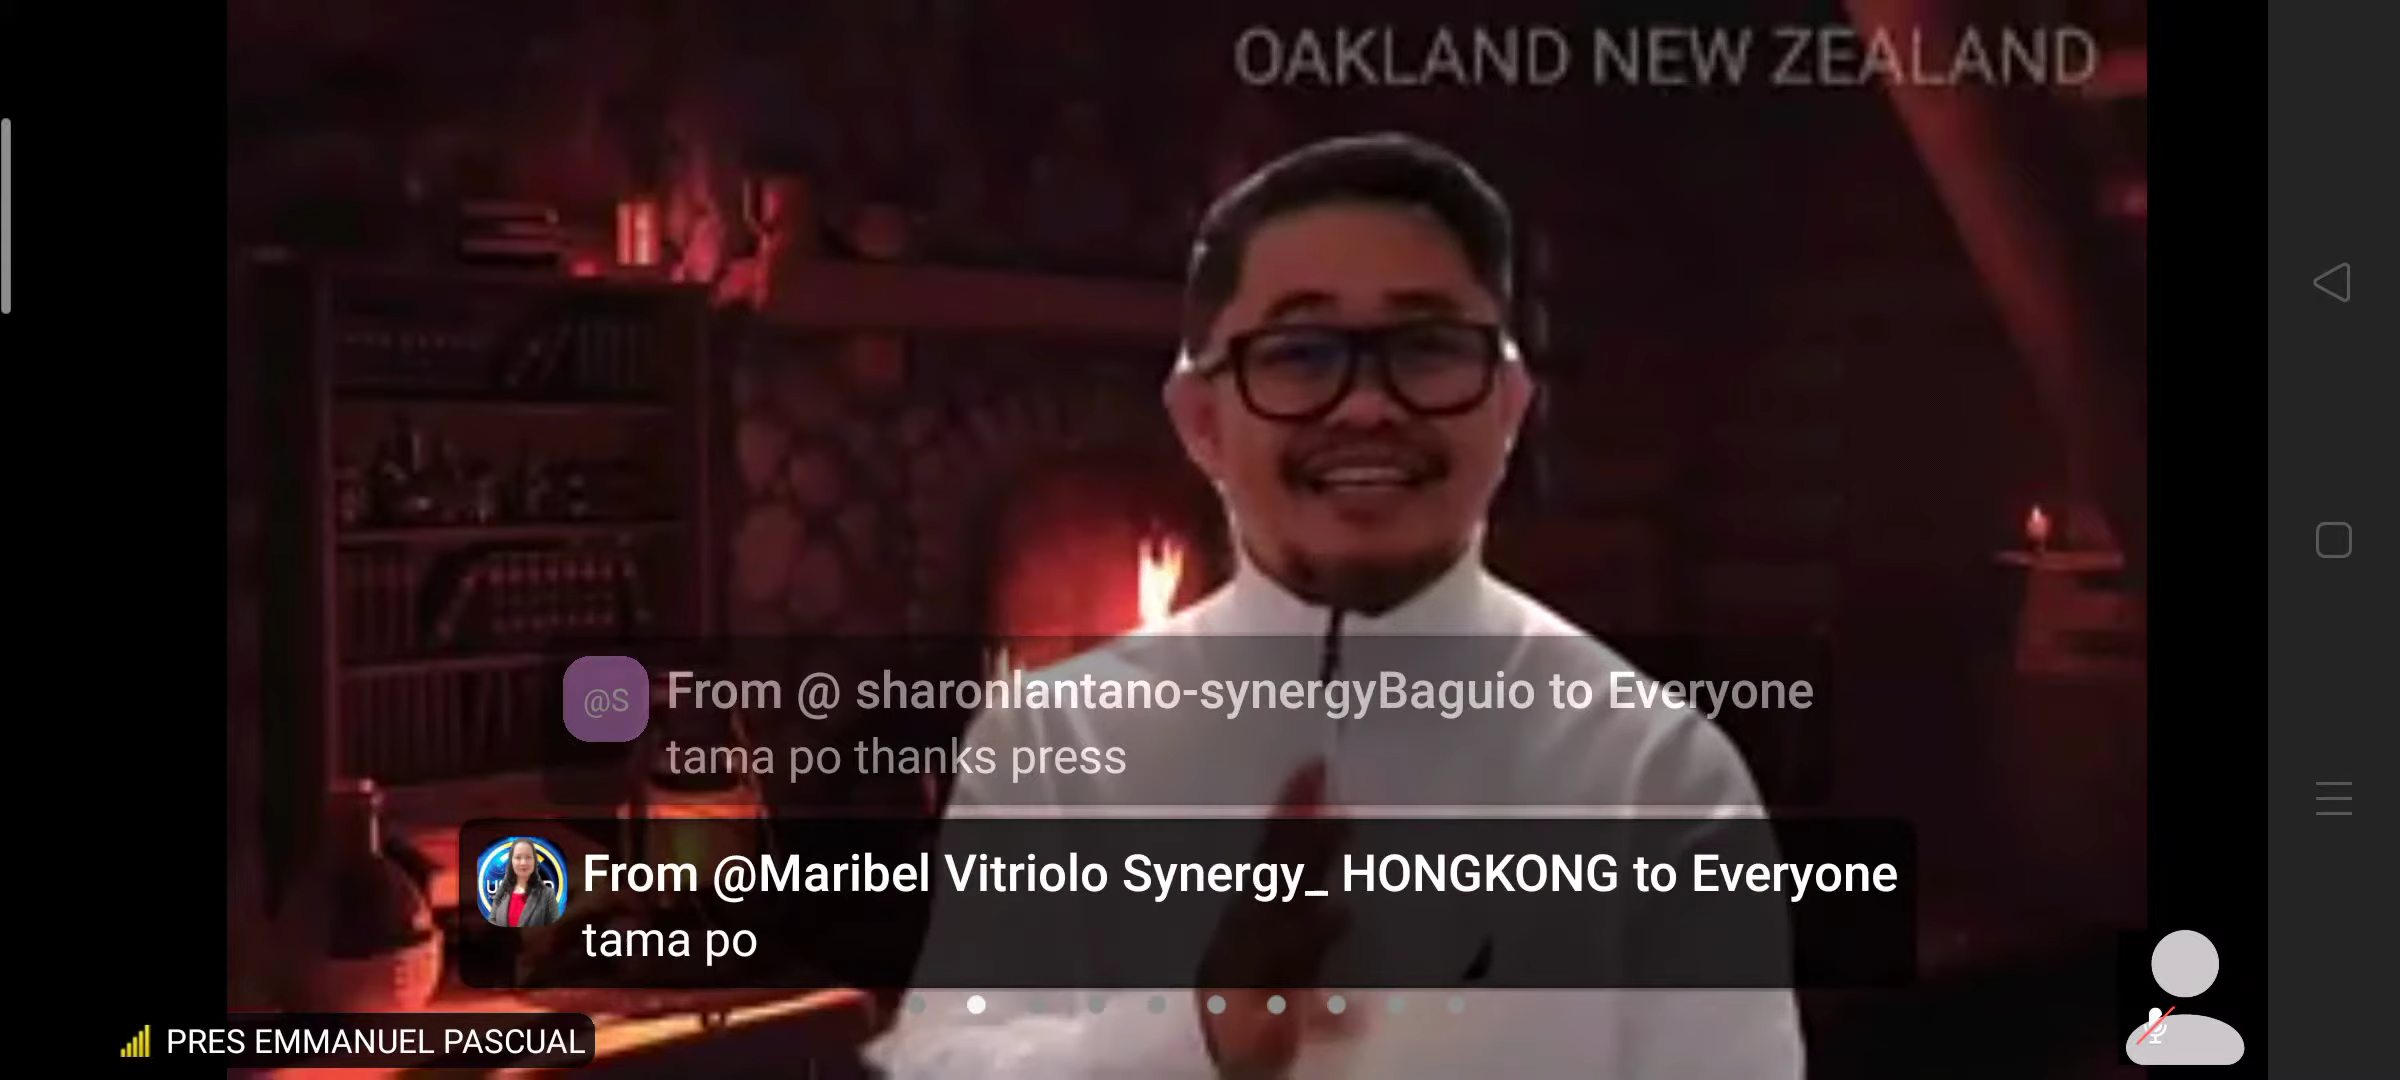 OAKLAND NEW ZEALAND
@S
From @ sharonlantano-synergyBaguio to Everyone
tama po thanks press
From @Maribel Vitriolo Synergy_ HONGKONG to Everyone
tama po
PRES EMMANUEL PASCUAL